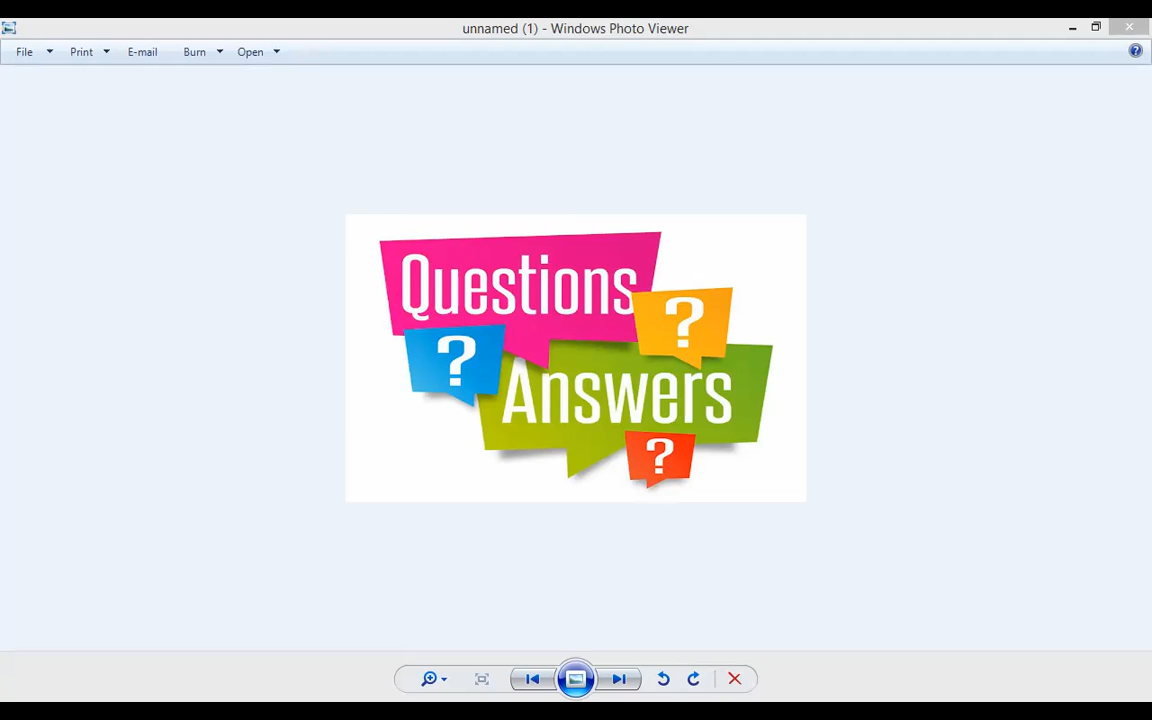 unnamed (1) - Windows Photo Viewer
File Print E-mail Burn Open ?
Questions
?
?
Answers
?